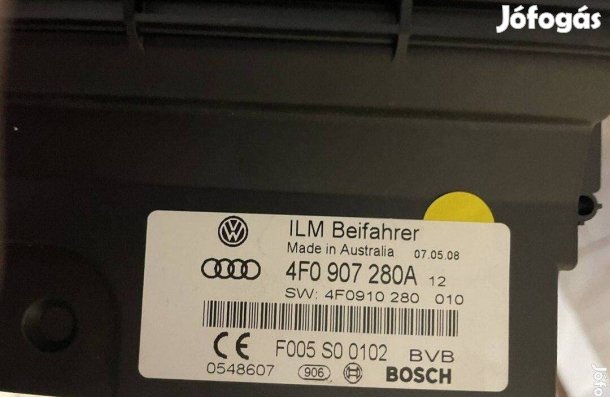 Jófogás
ILM Beifahrer
Made in Australia 07.05.08
4F0 907 280A 12
SW: 4F0910 280 010
F005 S0 0102 BVB
0548607 906 BOSCH